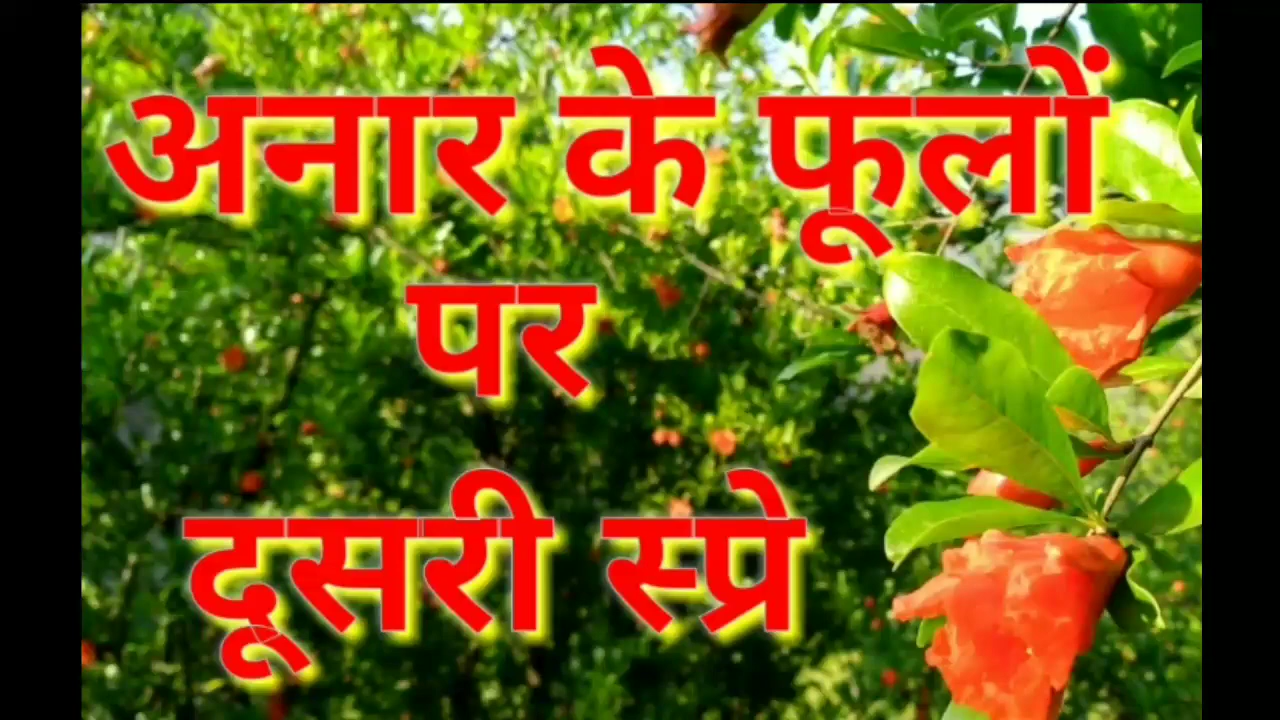 अनार के फूलों
पर
दूसरी स्प्रे